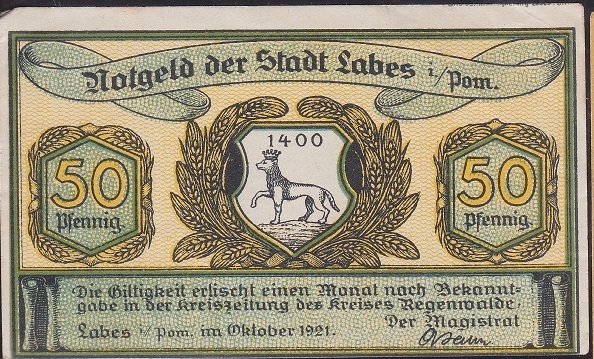 Notgeld der Stadt Labes i/Pom.
1400
50
Pfennig
50
Pfennig
Die Giltigkeit erlischt einen Monat nach Bekannt-
gabe in der Kreiszeitung des Kreises Regenwalde.
Labes i/Pom. im Oktober 1921. Der Magistrat